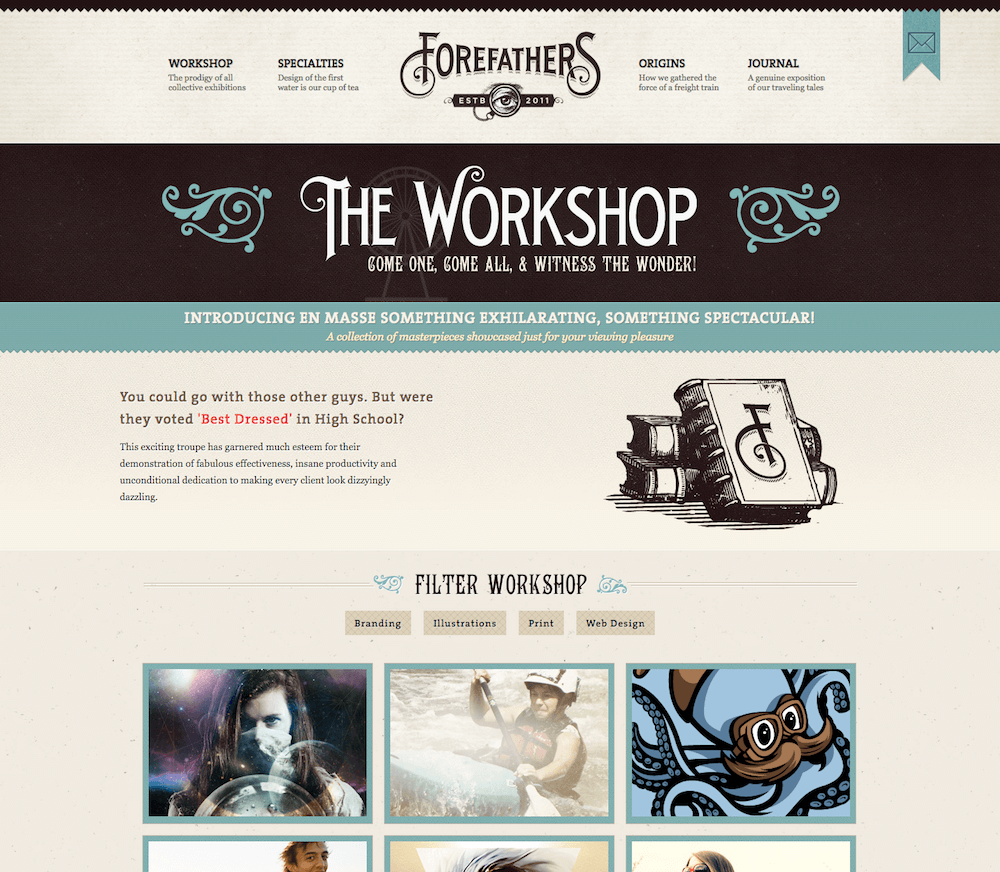 WORKSHOP
The prodigy of all
collective exhibitions
SPECIALTIES
Design of the first
water is our cup of tea
FOREFATHERS
ESTB 2011
ORIGINS
How we gathered the
force of a freight train
JOURNAL
A genuine exposition
of our traveling tales
THE WORKSHOP
COME ONE, COME ALL, & WITNESS THE WONDER!
INTRODUCING EN MASSE SOMETHING EXHILARATING, SOMETHING SPECTACULAR!
A collection of masterpieces showcased just for your viewing pleasure
You could go with those other guys. But were
they voted 'Best Dressed' in High School?
This exciting troupe has garnered much esteem for their
demonstration of fabulous effectiveness, insane productivity and
unconditional dedication to making every client look dizzyingly
dazzling.
F
FILTER WORKSHOP
Branding
Illustrations
Print
Web Design